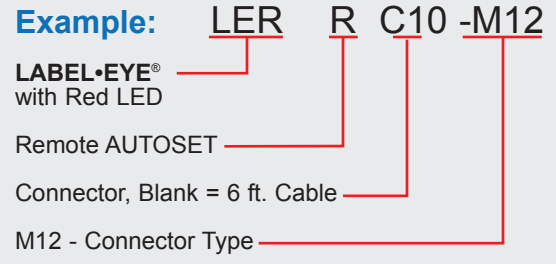 Example: LER R C10 -M12
LABEL•EYE®
with Red LED
Remote AUTOSET
Connector, Blank = 6 ft. Cable
M12 - Connector Type